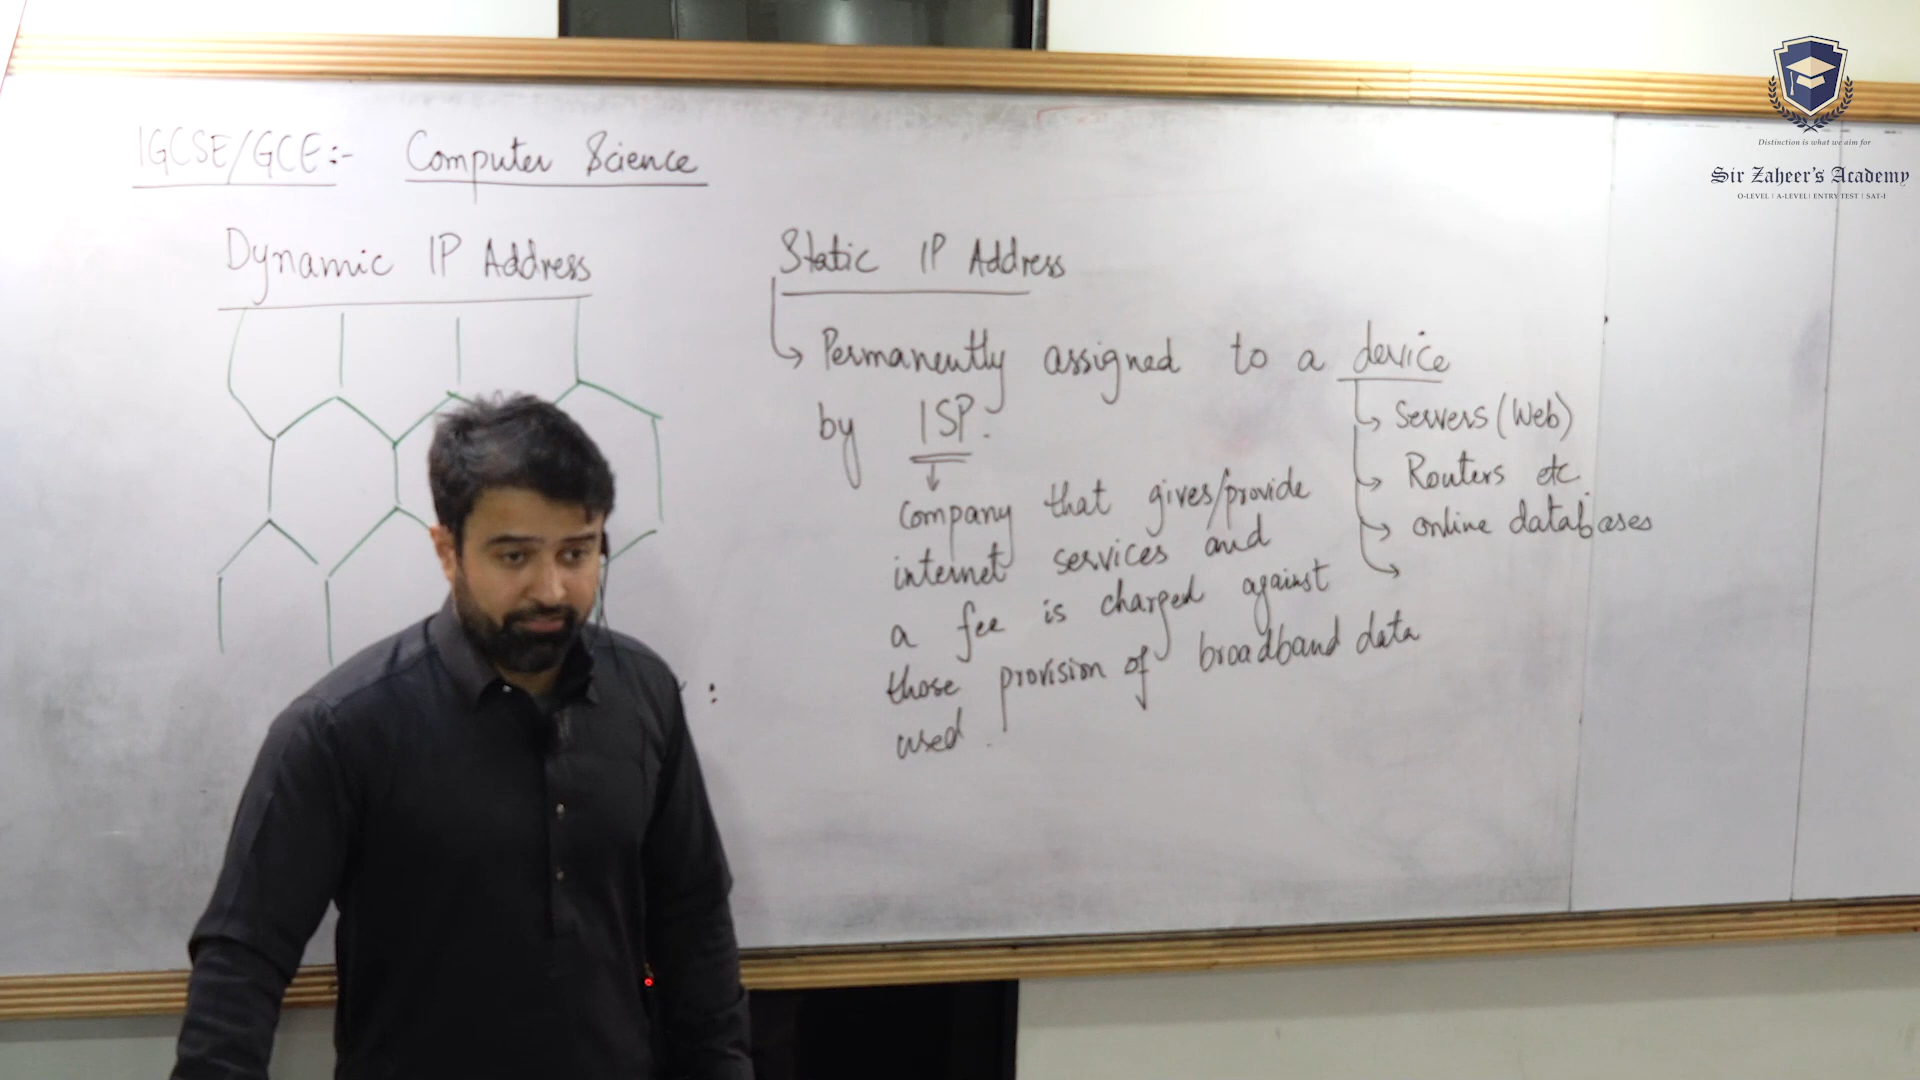 IGCSE/GCE:- Computer Science
Dynamic IP Address
Static IP Address
Permanently assigned to a device
by ISP.
Servers (Web)
Routers etc
online databases
Company that gives/provide
internet services and
a fee is charged against
those provision of broadband data
used.
:
Distinction is what we aim for
Sir Zaheer's Academy
O-LEVEL | A-LEVEL | ENTRY TEST | SAT-I